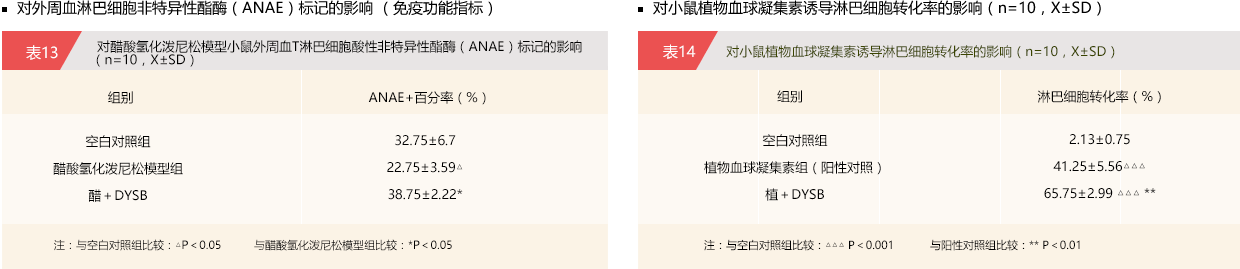 ▪ 对外周血淋巴细胞非特异性酯酶（ANAE）标记的影响 （免疫功能指标）
表13
对醋酸氢化泼尼松模型小鼠外周血T淋巴细胞酸性非特异性酯酶（ANAE）标记的影响
（n=10，X±SD）
组别 ANAE+百分率（%）
空白对照组 32.75±6.7
醋酸氢化泼尼松模型组 22.75±3.59△
醋＋DYSB 38.75±2.22*
注：与空白对照组比较：△P＜0.05 与醋酸氢化泼尼松模型组比较：*P＜0.05
▪ 对小鼠植物血球凝集素诱导淋巴细胞转化率的影响（n=10，X±SD）
表14
对小鼠植物血球凝集素诱导淋巴细胞转化率的影响（n=10，X±SD）
组别 淋巴细胞转化率（%）
空白对照组 2.13±0.75
植物血球凝集素组（阳性对照） 41.25±5.56△△△
植＋DYSB 65.75±2.99 △△△ **
注：与空白对照组比较：△△△ P＜0.001 与阳性对照组比较：** P＜0.01